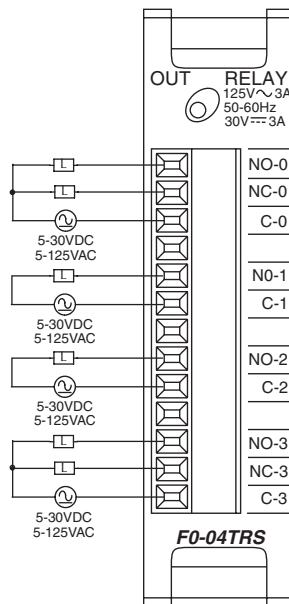 OUT RELAY
125V∿3A
50-60Hz
30V⎓3A
L NO-0
L NC-0
C-0
5-30VDC
5-125VAC
L N0-1
C-1
5-30VDC
5-125VAC
L NO-2
C-2
5-30VDC
5-125VAC
L NO-3
L NC-3
C-3
5-30VDC
5-125VAC
F0-04TRS